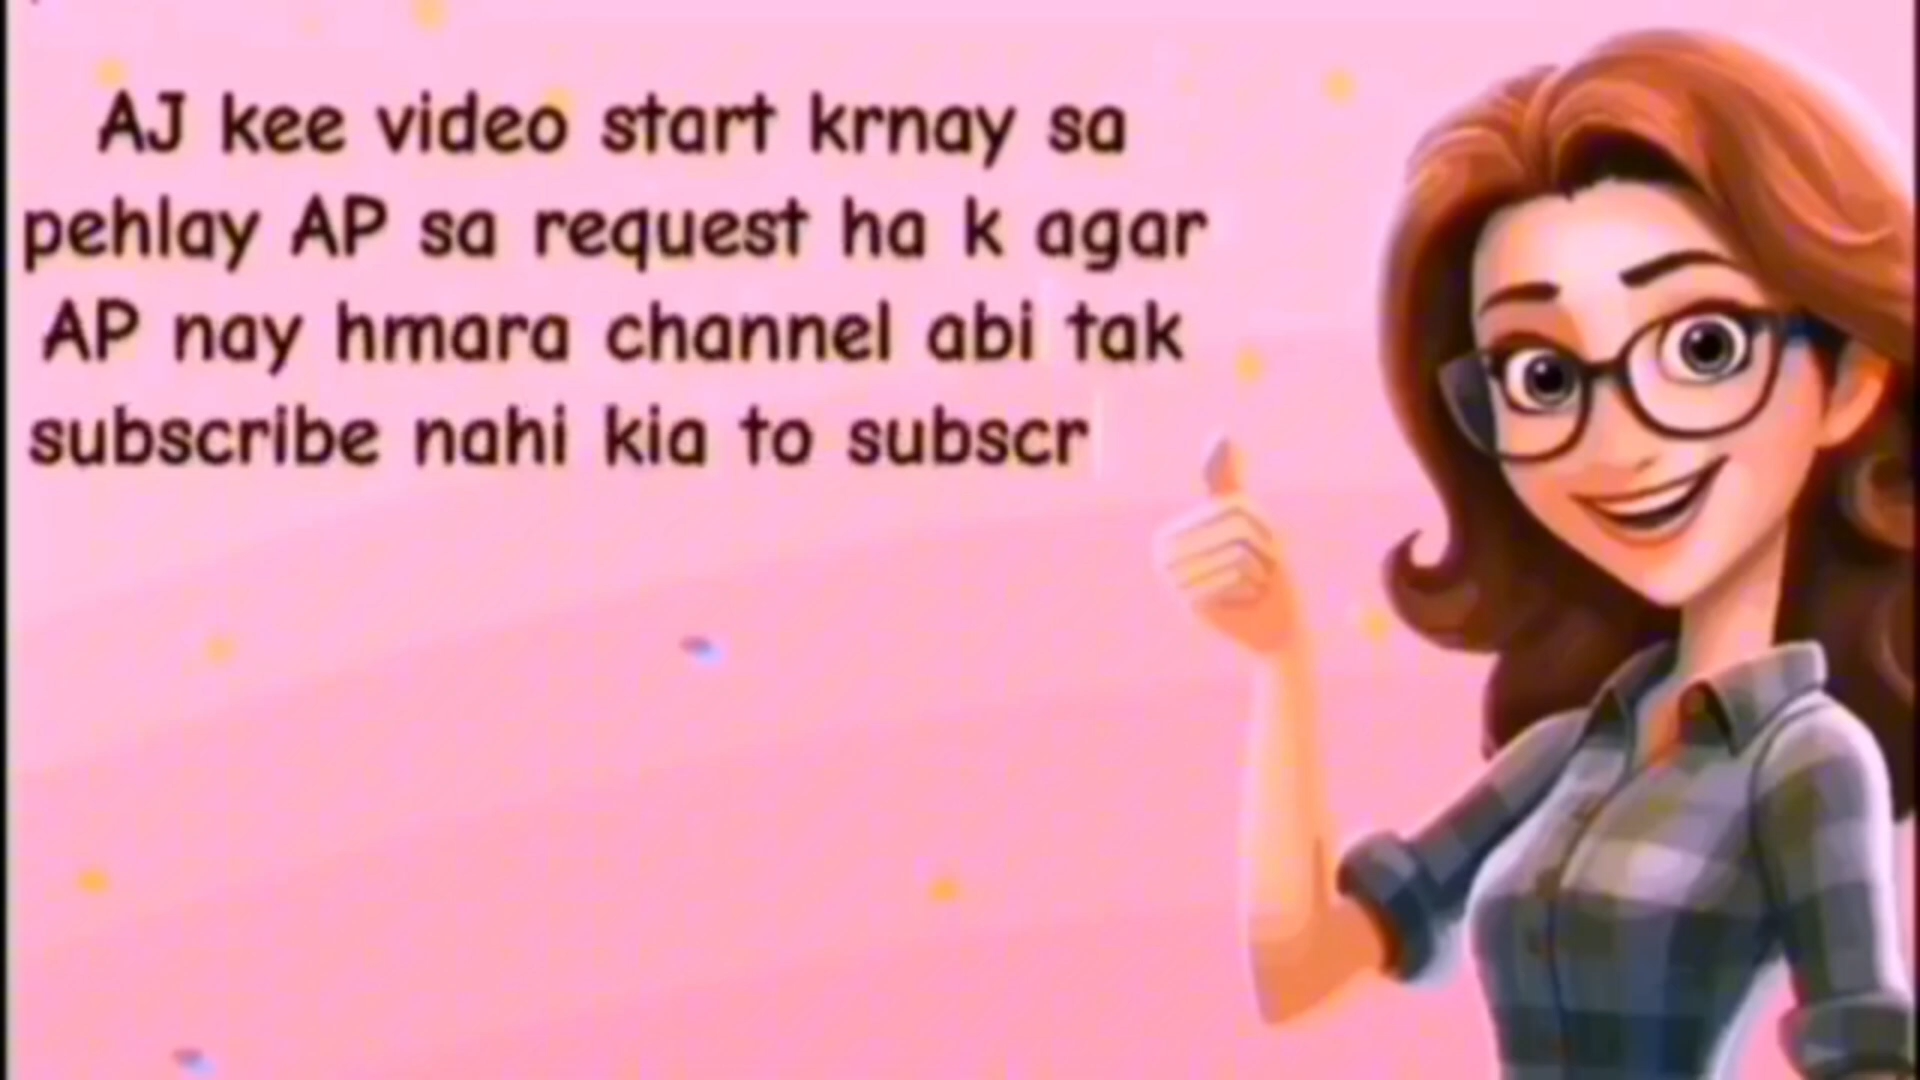 AJ kee video start krnay sa
pehlay AP sa request ha k agar
AP nay hmara channel abi tak
subscribe nahi kia to subscr